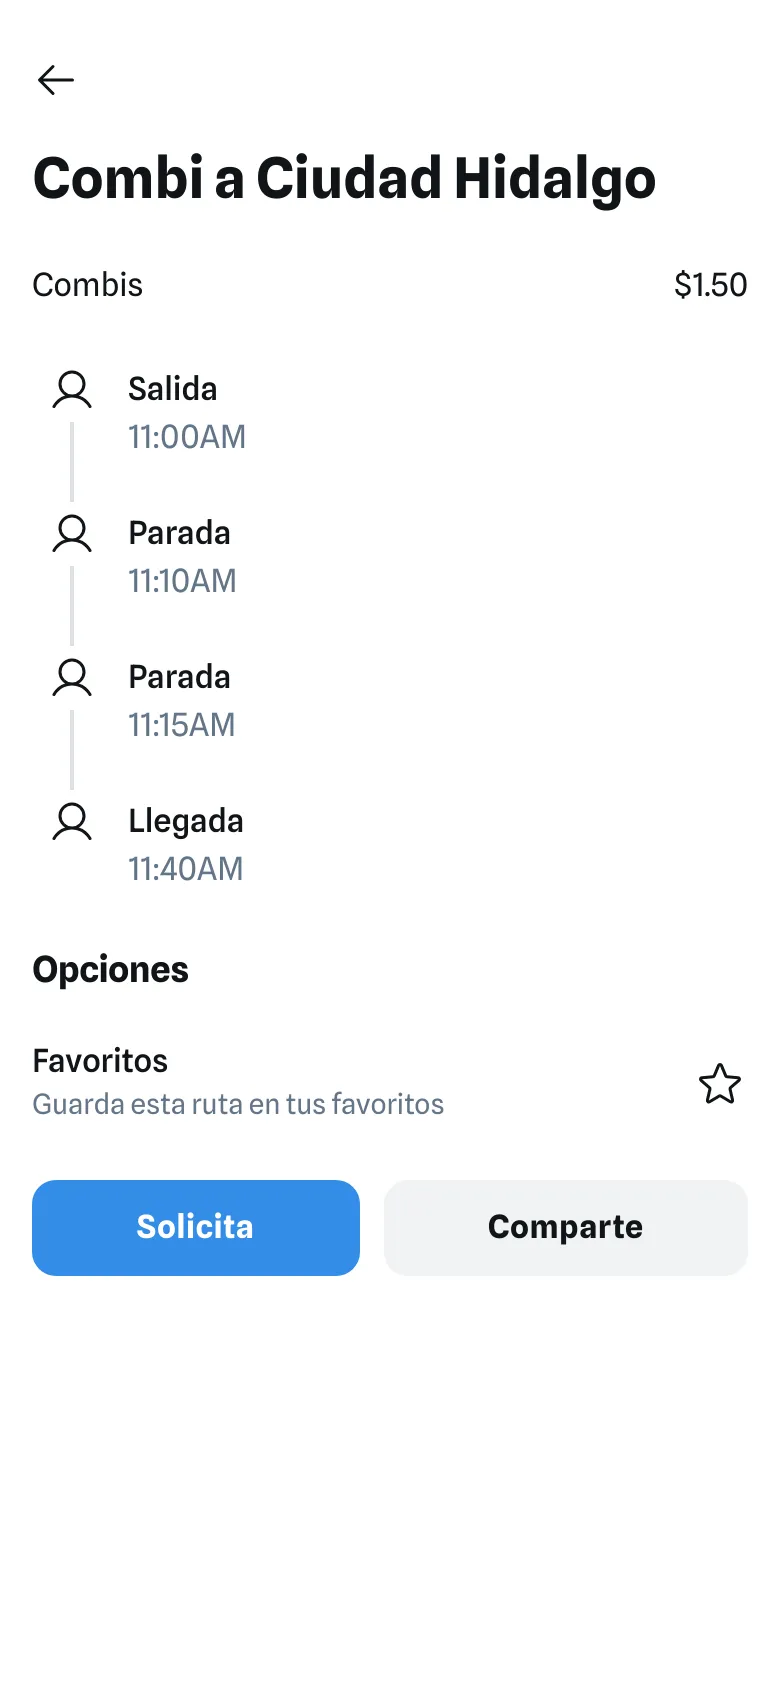 Combi a Ciudad Hidalgo
Combis $1.50
Salida
11:00AM
Parada
11:10AM
Parada
11:15AM
Llegada
11:40AM
Opciones
Favoritos
Guarda esta ruta en tus favoritos
Solicita Comparte